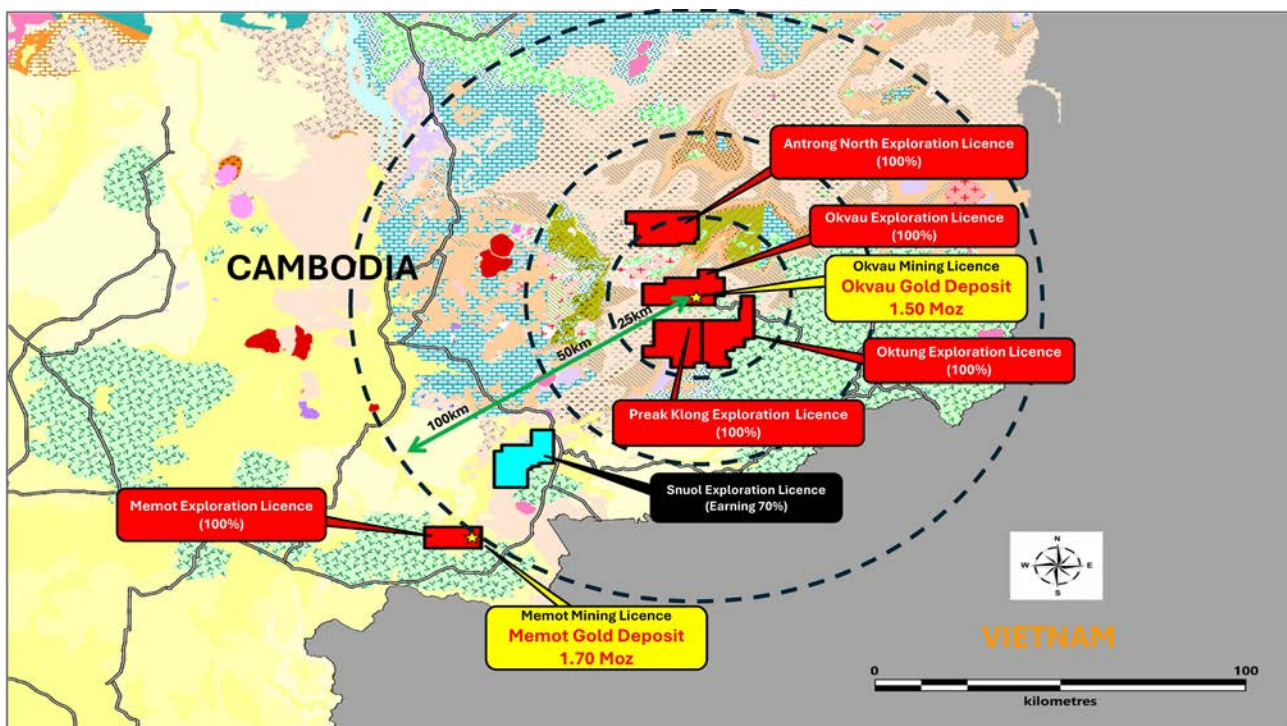 Antrong North Exploration Licence
(100%)
Okvau Exploration Licence
(100%)
CAMBODIA
Okvau Mining Licence
Okvau Gold Deposit
1.50 Moz
25km
50km
100km
Oktung Exploration Licence
(100%)
Preak Klong Exploration Licence
(100%)
Snuol Exploration Licence
(Earning 70%)
Memot Exploration Licence
(100%)
Memot Mining Licence
Memot Gold Deposit
1.70 Moz
N
W
E
S
VIETNAM
0
100
kilometres